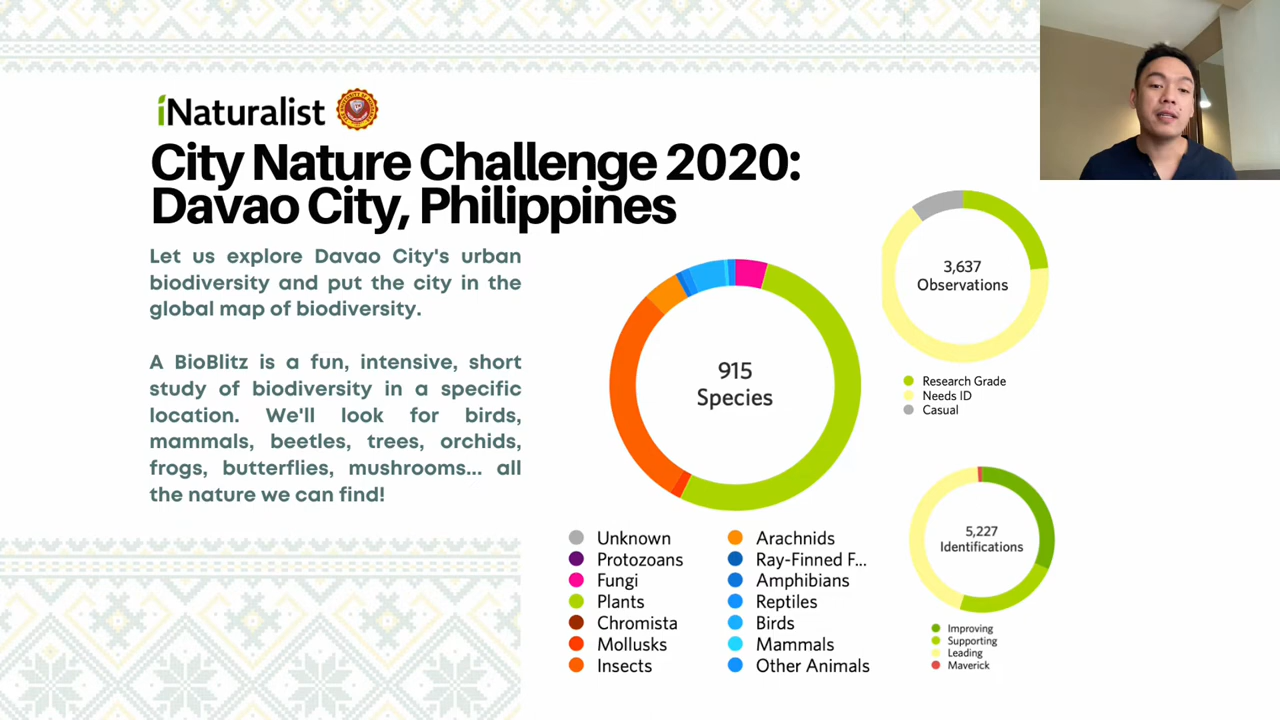 iNaturalist
City Nature Challenge 2020:
Davao City, Philippines
Let us explore Davao City's urban
biodiversity and put the city in the
global map of biodiversity.
A BioBlitz is a fun, intensive, short
study of biodiversity in a specific
location. We'll look for birds,
mammals, beetles, trees, orchids,
frogs, butterflies, mushrooms... all
the nature we can find!
915
Species
Unknown
Protozoans
Fungi
Plants
Chromista
Mollusks
Insects
Arachnids
Ray-Finned F...
Amphibians
Reptiles
Birds
Mammals
Other Animals
3,637
Observations
Research Grade
Needs ID
Casual
5,227
Identifications
Improving
Supporting
Leading
Maverick